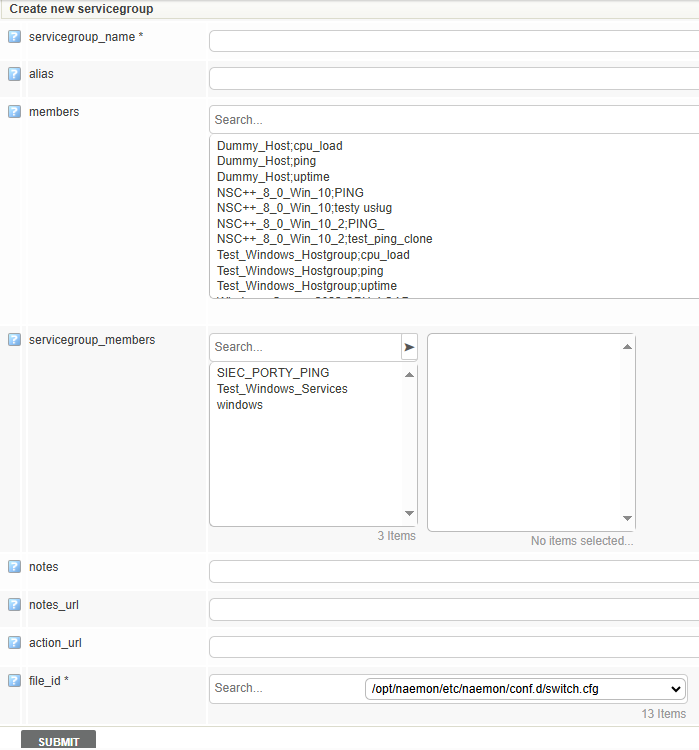 Create new servicegroup
? servicegroup_name *
? alias
? members
Search...
Dummy_Host;cpu_load
Dummy_Host;ping
Dummy_Host;uptime
NSC++_8_0_Win_10;PING
NSC++_8_0_Win_10;testy usług
NSC++_8_0_Win_10_2;PING_
NSC++_8_0_Win_10_2;test_ping_clone
Test_Windows_Hostgroup;cpu_load
Test_Windows_Hostgroup;ping
Test_Windows_Hostgroup;uptime
? servicegroup_members
Search...
SIEC_PORTY_PING
Test_Windows_Services
windows
3 Items
No items selected...
? notes
? notes_url
? action_url
? file_id *
Search...
/opt/naemon/etc/naemon/conf.d/switch.cfg
13 Items
SUBMIT